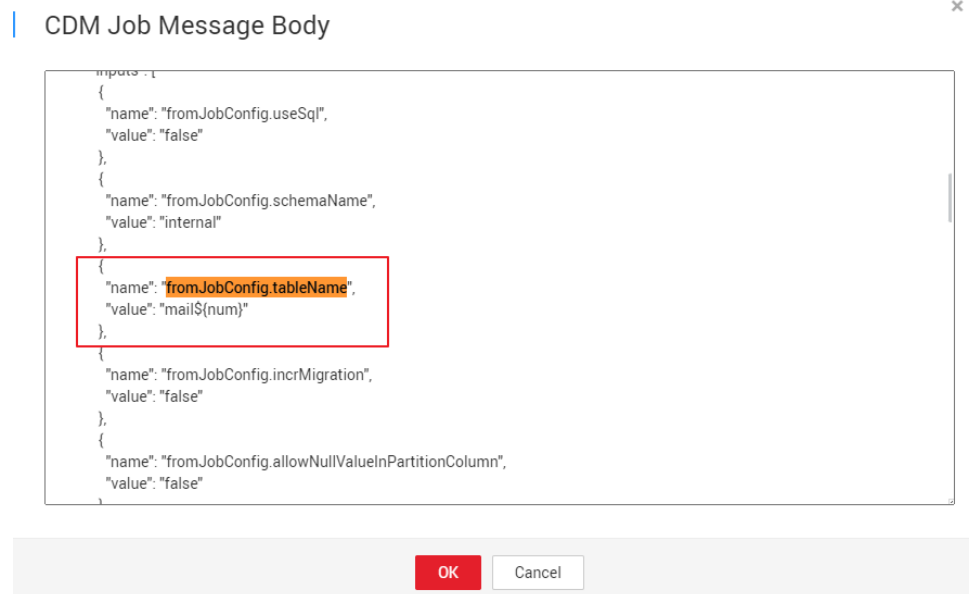 CDM Job Message Body
×
"inputs": [
{
"name": "fromJobConfig.useSql",
"value": "false"
},
{
"name": "fromJobConfig.schemaName",
"value": "internal"
},
{
"name": "fromJobConfig.tableName",
"value": "mail${num}"
},
{
"name": "fromJobConfig.incrMigration",
"value": "false"
},
{
"name": "fromJobConfig.allowNullValueInPartitionColumn",
"value": "false"
}
OK Cancel